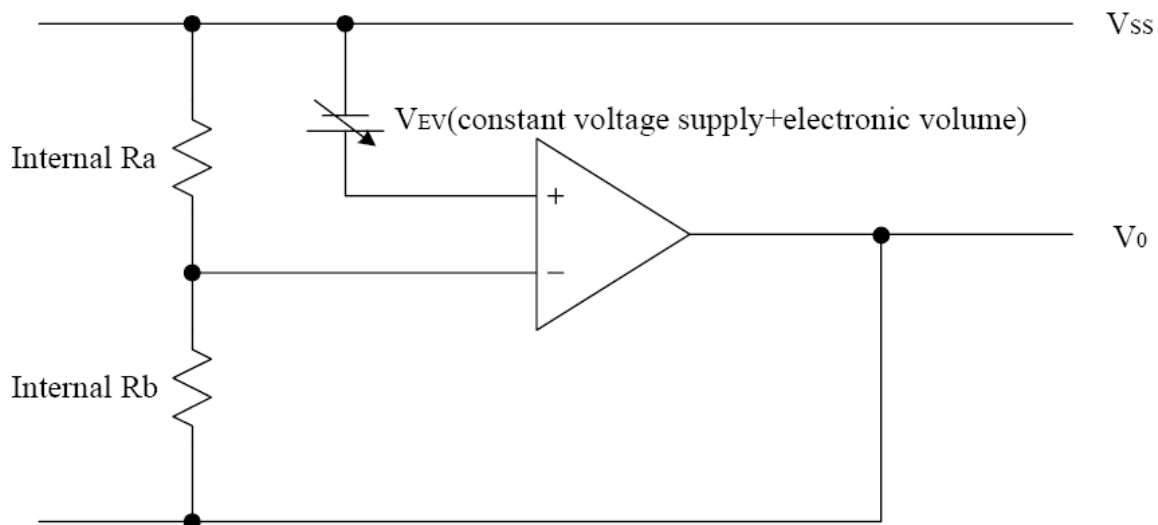 VSS
VEV(constant voltage supply+electronic volume)
Internal Ra
+
V0
−
Internal Rb